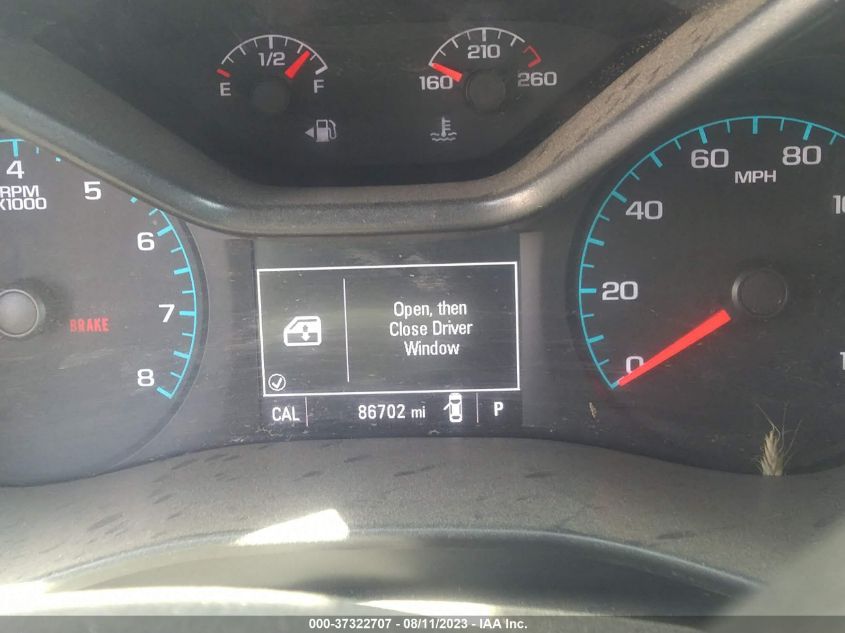 1/2
E F
210
160 260
4
RPM
X1000
5
6
7
8
BRAKE
Open, then
Close Driver
Window
CAL 86702 mi P
60 80
MPH
40
20
0
000-37322707 - 08/11/2023 - IAA Inc.